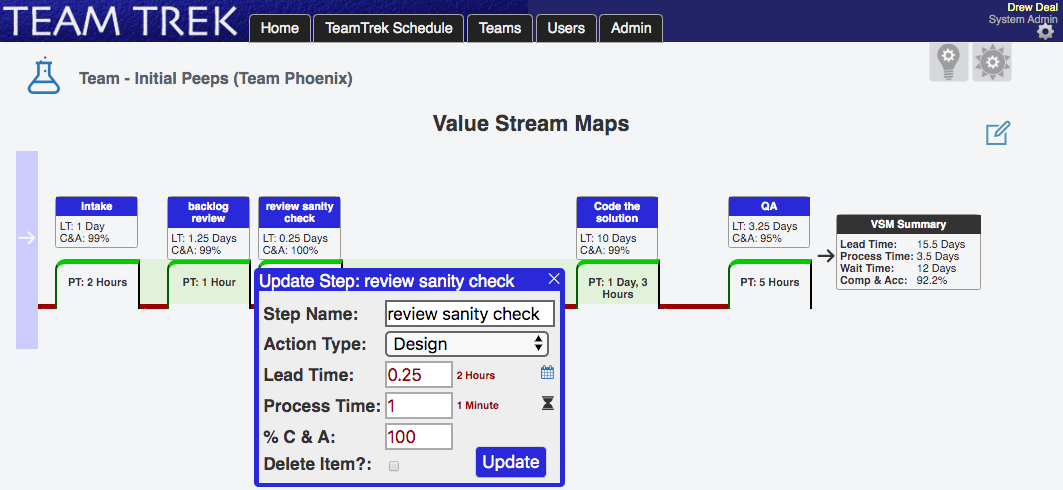 TEAM TREK
Home
TeamTrek Schedule
Teams
Users
Admin
Drew Deal
System Admin
Team - Initial Peeps (Team Phoenix)
Value Stream Maps
Intake
LT: 1 Day
C&A: 99%
PT: 2 Hours
backlog
review
LT: 1.25 Days
C&A: 99%
PT: 1 Hour
review sanity
check
LT: 0.25 Days
C&A: 100%
Code the
solution
LT: 10 Days
C&A: 99%
PT: 1 Day, 3
Hours
QA
LT: 3.25 Days
C&A: 95%
PT: 5 Hours
VSM Summary
Lead Time: 15.5 Days
Process Time: 3.5 Days
Wait Time: 12 Days
Comp & Acc: 92.2%
Update Step: review sanity check
Step Name: review sanity check
Action Type: Design
Lead Time: 0.25 2 Hours
Process Time: 1 1 Minute
% C & A: 100
Delete Item?:
Update